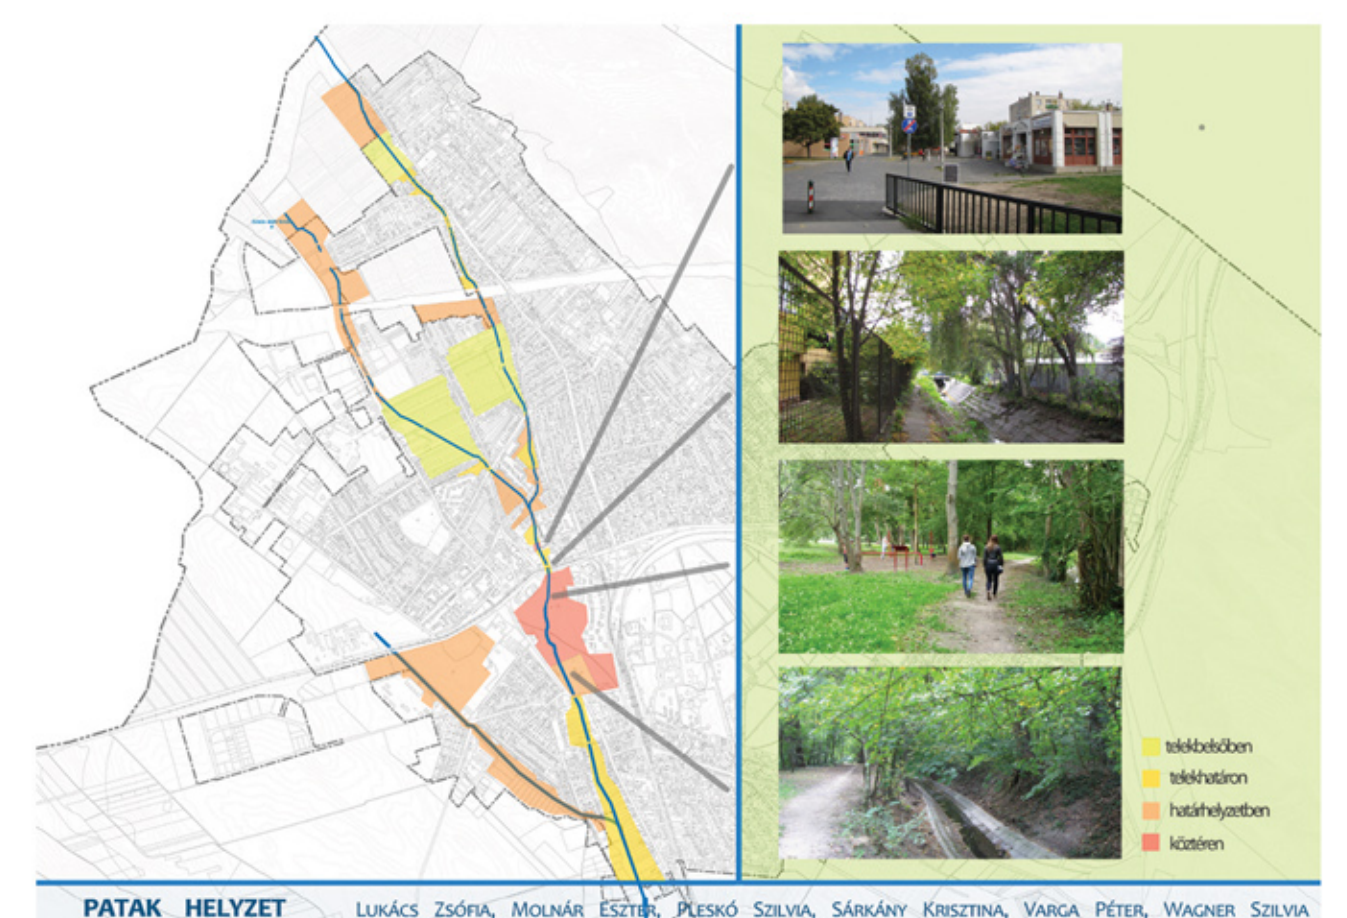 telekbelsőben
telekhatáron
határhelyzetben
köztéren
PATAK HELYZET
LUKÁCS ZSÓFIA, MOLNÁR ESZTER, PLESKÓ SZILVIA, SÁRKÁNY KRISZTINA, VARGA PÉTER, WAGNER SZILVIA